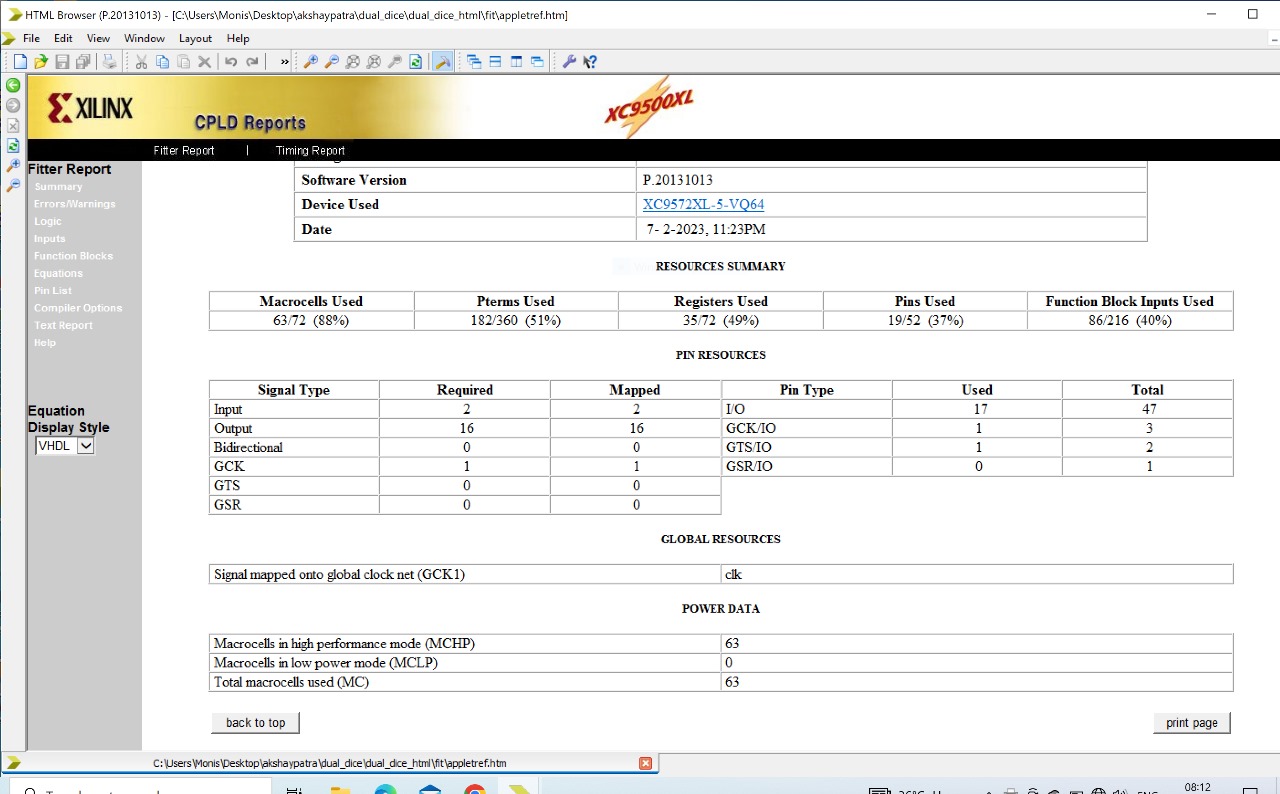 HTML Browser (P.20131013) - [C:\Users\Monis\Desktop\akshaypatra\dual_dice\dual_dice_html\fit\appletref.htm]
File Edit View Window Layout Help
XILINX CPLD Reports XC9500XL
Fitter Report | Timing Report
Fitter Report
Summary
Errors/Warnings
Logic
Inputs
Function Blocks
Equations
Pin List
Compiler Options
Text Report
Help
Equation
Display Style
VHDL
Software Version P.20131013
Device Used XC9572XL-5-VQ64
Date 7- 2-2023, 11:23PM
RESOURCES SUMMARY
Macrocells Used Pterms Used Registers Used Pins Used Function Block Inputs Used
63/72 (88%) 182/360 (51%) 35/72 (49%) 19/52 (37%) 86/216 (40%)
PIN RESOURCES
Signal Type Required Mapped Pin Type Used Total
Input 2 2 I/O 17 47
Output 16 16 GCK/IO 1 3
Bidirectional 0 0 GTS/IO 1 2
GCK 1 1 GSR/IO 0 1
GTS 0 0
GSR 0 0
GLOBAL RESOURCES
Signal mapped onto global clock net (GCK1) clk
POWER DATA
Macrocells in high performance mode (MCHP) 63
Macrocells in low power mode (MCLP) 0
Total macrocells used (MC) 63
back to top print page
C:\Users\Monis\Desktop\akshaypatra\dual_dice\dual_dice_html\fit\appletref.htm
08:12